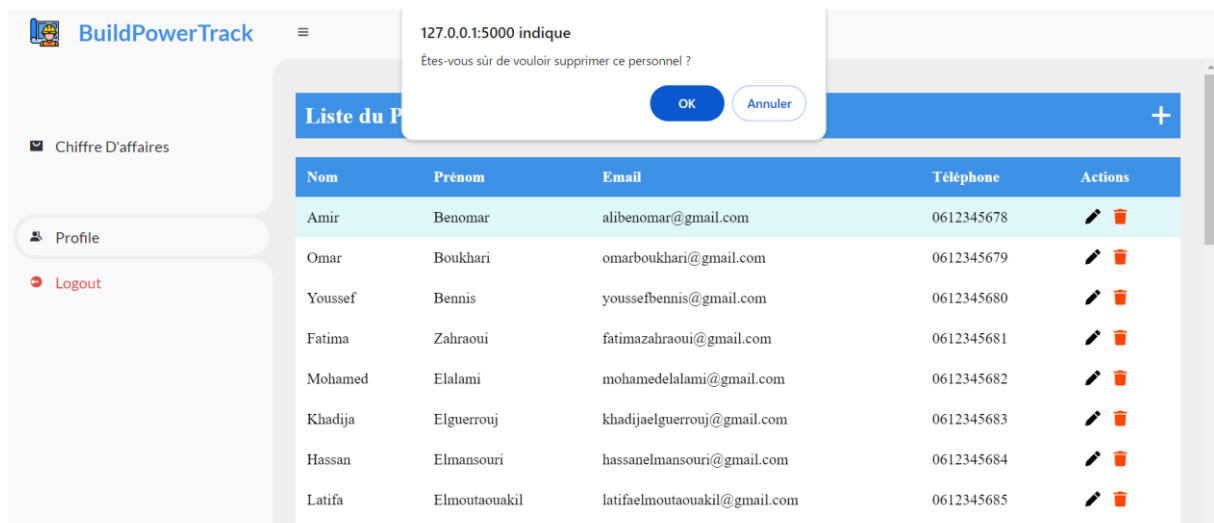 BuildPowerTrack
127.0.0.1:5000 indique
Êtes-vous sûr de vouloir supprimer ce personnel ?
OK Annuler
Liste du P
Chiffre D'affaires
Profile
Logout
Nom Prénom Email Téléphone Actions
Amir Benomar alibenomar@gmail.com 0612345678
Omar Boukhari omarboukhari@gmail.com 0612345679
Youssef Bennis youssefbennis@gmail.com 0612345680
Fatima Zahraoui fatimazahraoui@gmail.com 0612345681
Mohamed Elalami mohamedelalami@gmail.com 0612345682
Khadija Elguerrouj khadijaelguerrouj@gmail.com 0612345683
Hassan Elmansouri hassanelmansouri@gmail.com 0612345684
Latifa Elmoutaouakil latifaelmoutaouakil@gmail.com 0612345685